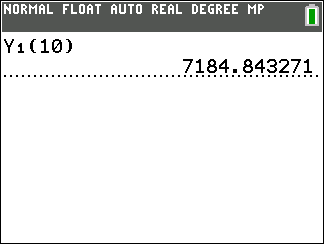 NORMAL FLOAT AUTO REAL DEGREE MP
Y₁(10)
7184.843271